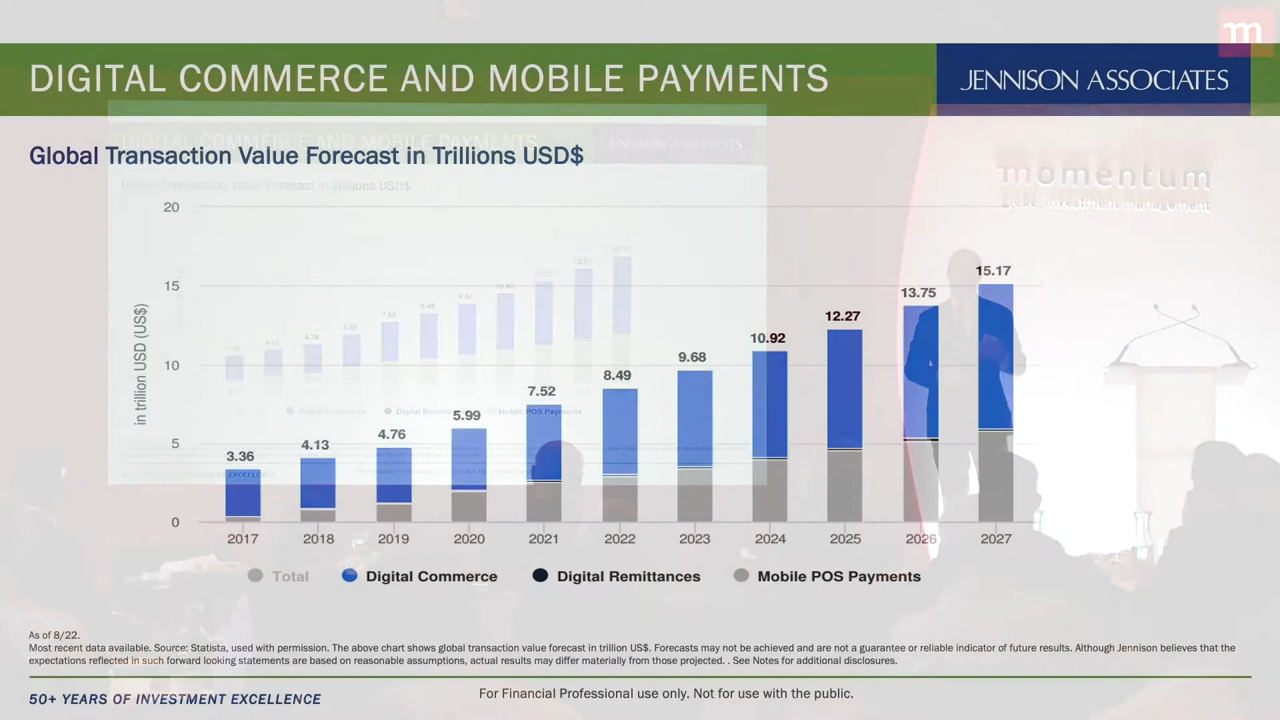 m
DIGITAL COMMERCE AND MOBILE PAYMENTS
JENNISON ASSOCIATES
Global Transaction Value Forecast in Trillions USD$
momentum
global investment management
in trillion USD (US$)
20
15
10
5
0
3.36
4.13
4.76
5.99
7.52
8.49
9.68
10.92
12.27
13.75
15.17
2017
2018
2019
2020
2021
2022
2023
2024
2025
2026
2027
Total
Digital Commerce
Digital Remittances
Mobile POS Payments
As of 8/22.
Most recent data available. Source: Statista, used with permission. The above chart shows global transaction value forecast in trillion US$. Forecasts may not be achieved and are not a guarantee or reliable indicator of future results. Although Jennison believes that the
expectations reflected in such forward looking statements are based on reasonable assumptions, actual results may differ materially from those projected. . See Notes for additional disclosures.
50+ YEARS OF INVESTMENT EXCELLENCE
For Financial Professional use only. Not for use with the public.